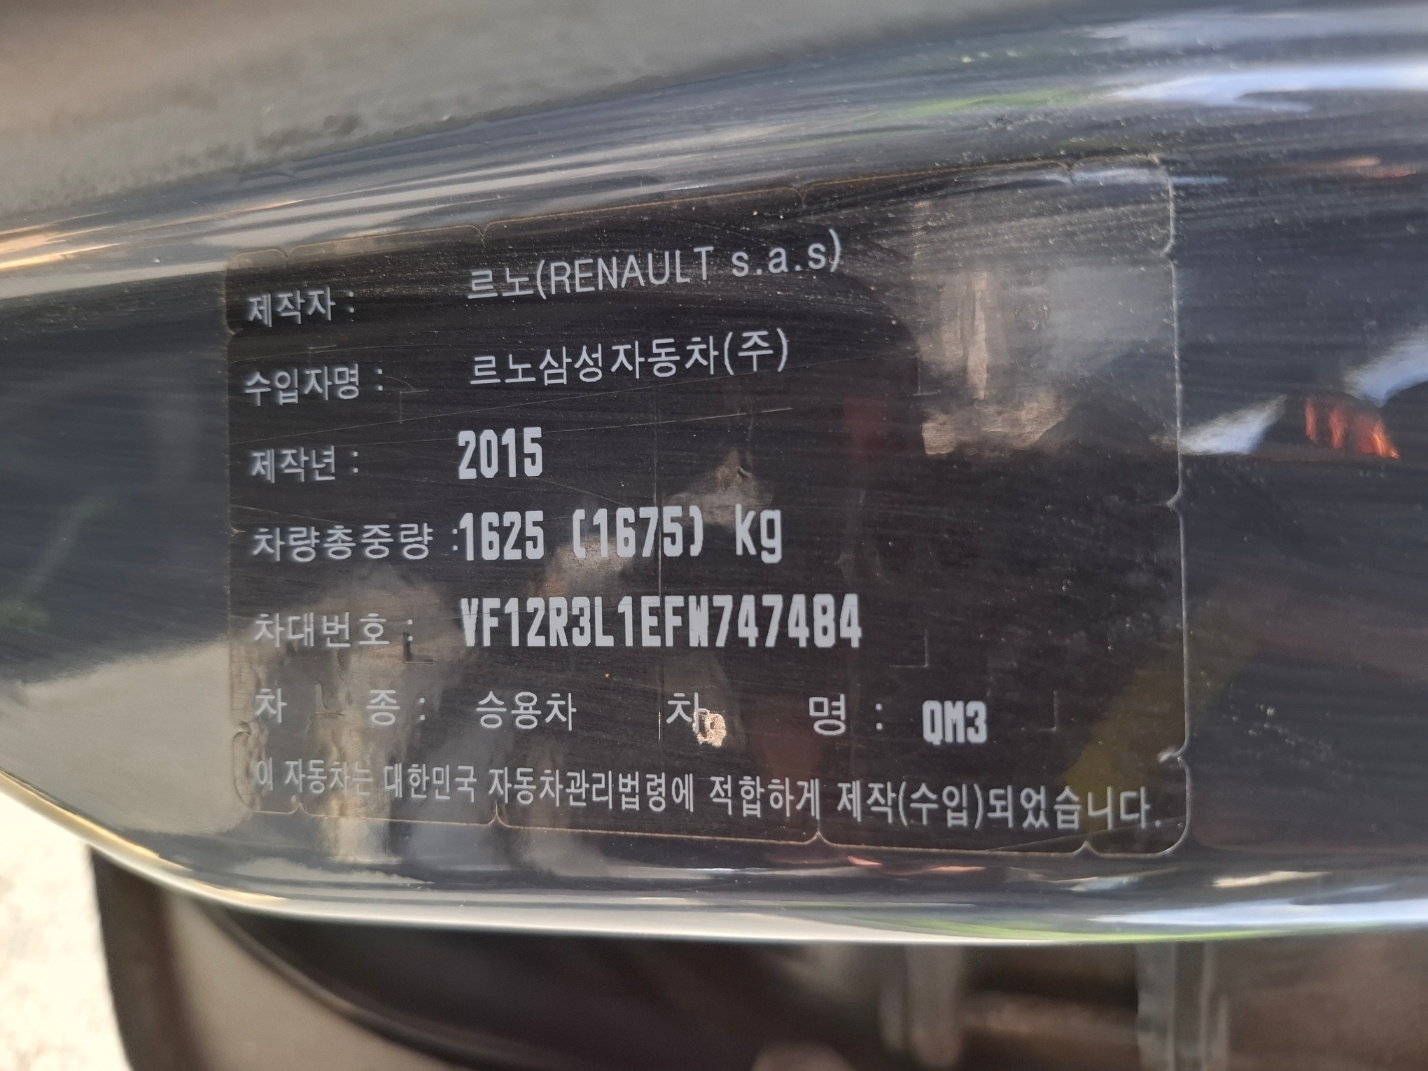 제작자 : 르노(RENAULT s.a.s)
수입자명 : 르노삼성자동차(주)
제작년 : 2015
차량총중량 : 1625 (1675) kg
차대번호 : VF12R3L1EFW747484
차 종 : 승용차 차 명 : QM3
이 자동차는 대한민국 자동차관리법령에 적합하게 제작(수입)되었습니다.